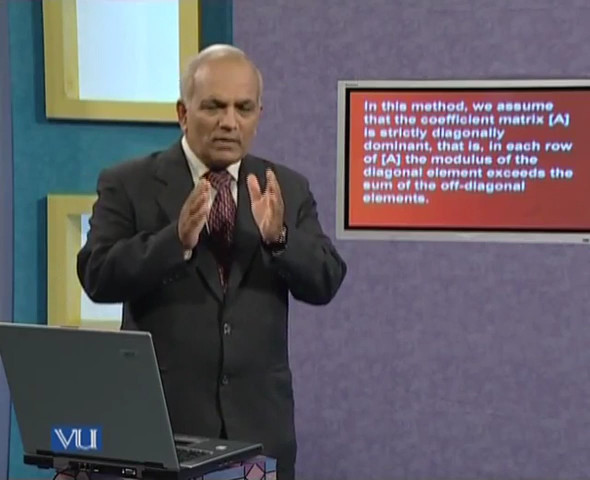 In this method, we assume
that the coefficient matrix [A]
is strictly diagonally
dominant, that is, in each row
of [A] the modulus of the
diagonal element exceeds the
sum of the off-diagonal
elements.
VU